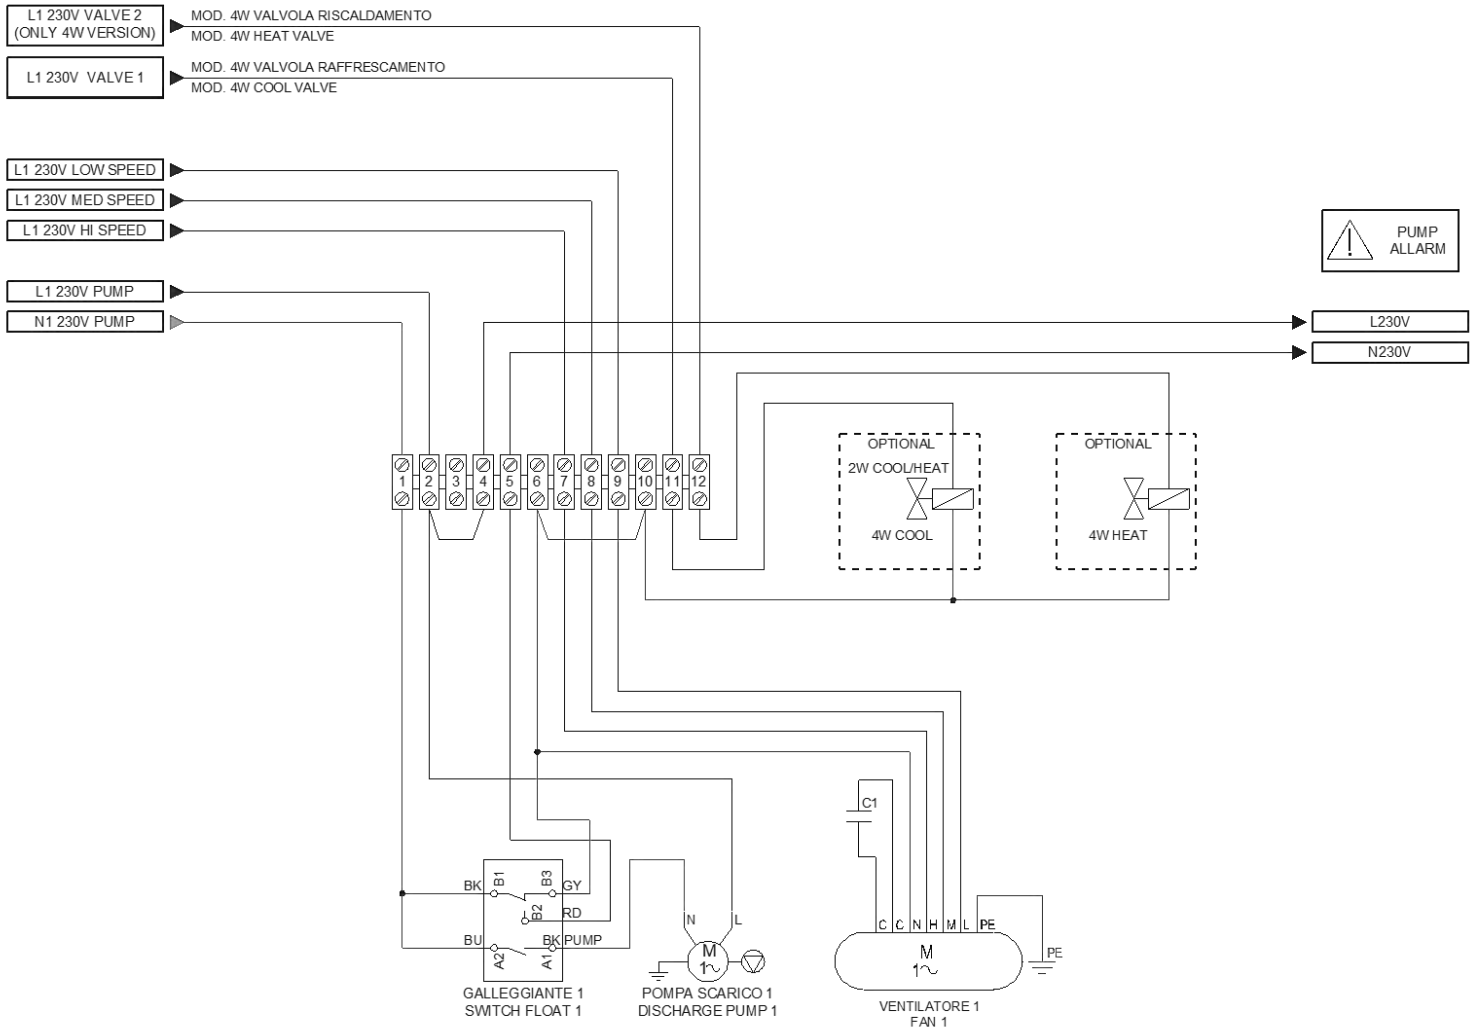 L1 230V VALVE 2
(ONLY 4W VERSION)
MOD. 4W VALVOLA RISCALDAMENTO
MOD. 4W HEAT VALVE
L1 230V VALVE 1
MOD. 4W VALVOLA RAFFRESCAMENTO
MOD. 4W COOL VALVE
L1 230V LOW SPEED
L1 230V MED SPEED
L1 230V HI SPEED
L1 230V PUMP
N1 230V PUMP
PUMP
ALLARM
L230V
N230V
OPTIONAL
2W COOL/HEAT
4W COOL
OPTIONAL
4W HEAT
1 2 3 4 5 6 7 8 9 10 11 12
C1
BK B1 B3 GY
B2 RD
BU A2 A1 BK PUMP
N L
M
1~
C C N H M L PE
M
1~
PE
GALLEGGIANTE 1
SWITCH FLOAT 1
POMPA SCARICO 1
DISCHARGE PUMP 1
VENTILATORE 1
FAN 1